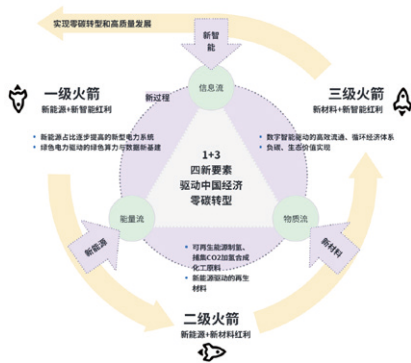 实现零碳转型和高质量发展
新智能
信息流
一级火箭
新能源+新智能红利
新过程
三级火箭
新材料+新智能红利
• 新能源占比逐步提高的新型电力系统
• 绿色电力驱动的绿色算力与数据新基建
• 数字智能驱动的高效流通、循环经济体系
• 负碳、生态价值实现
1+3
四新要素
驱动中国经济
零碳转型
能量流
物质流
新能源
新材料
• 可再生能源制氢、
捕集CO2加氢合成
化工原料
• 新能源驱动的再生
材料
二级火箭
新能源+新材料红利